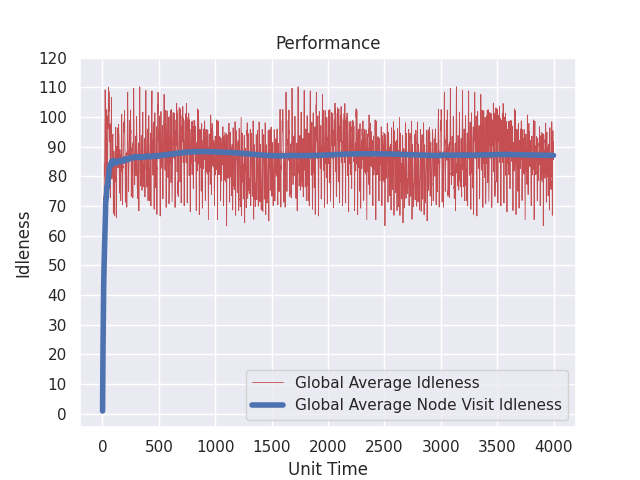 Performance
120
110
100
90
80
70
60
50
40
30
20
10
0
Idleness
Global Average Idleness
Global Average Node Visit Idleness
0 500 1000 1500 2000 2500 3000 3500 4000
Unit Time